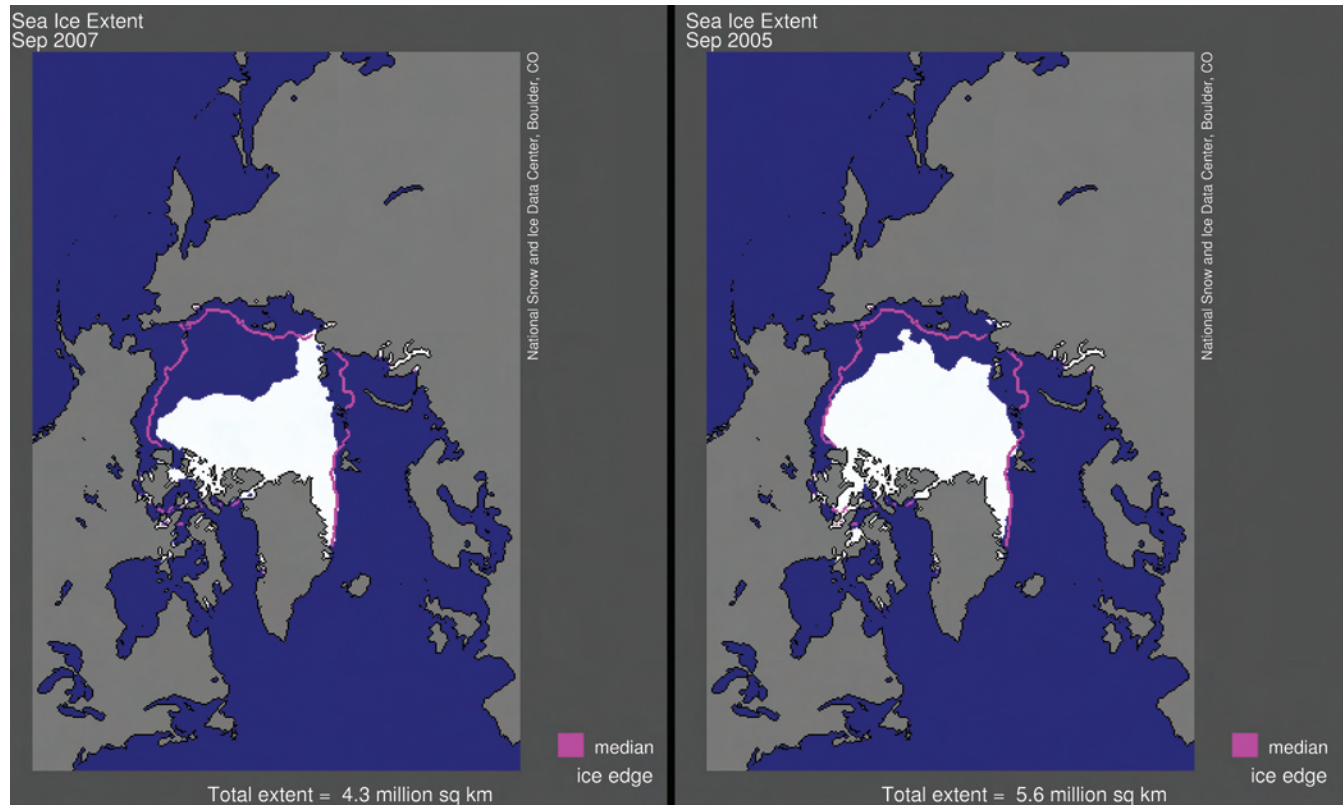 Sea Ice Extent
Sep 2007
National Snow and Ice Data Center, Boulder, CO
median
ice edge
Total extent = 4.3 million sq km
Sea Ice Extent
Sep 2005
National Snow and Ice Data Center, Boulder, CO
median
ice edge
Total extent = 5.6 million sq km